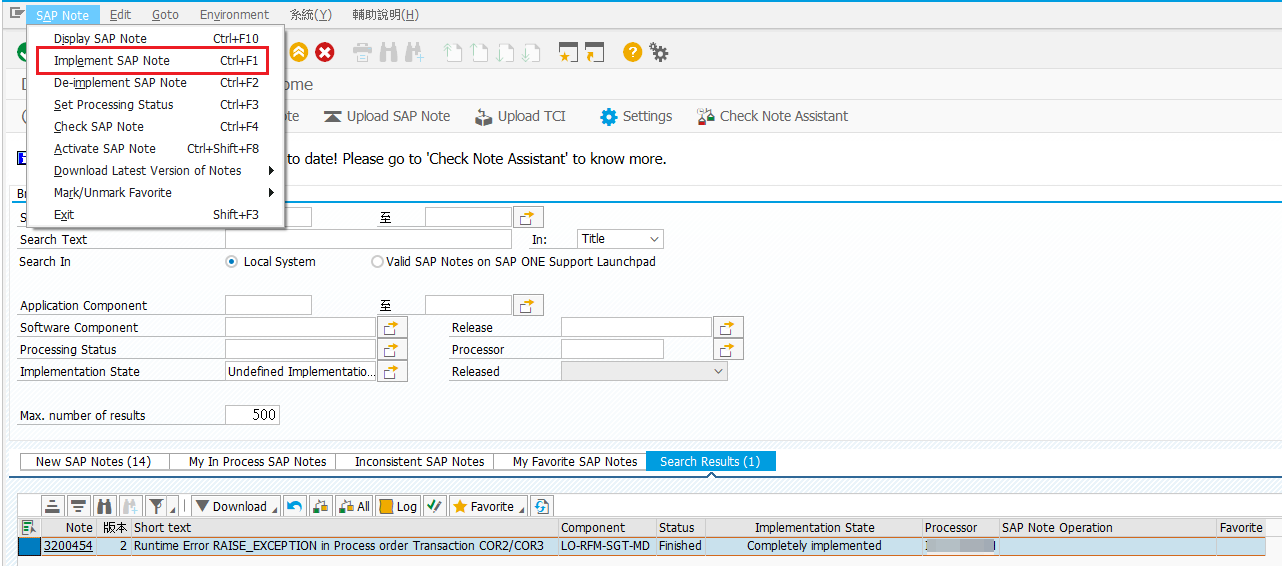 SAP Note Edit Goto Environment 系統(Y) 輔助說明(H)
Display SAP Note Ctrl+F10
Implement SAP Note Ctrl+F1
De-implement SAP Note Ctrl+F2
ome
Set Processing Status Ctrl+F3
Check SAP Note Ctrl+F4
Upload SAP Note Upload TCI Settings Check Note Assistant
Activate SAP Note Ctrl+Shift+F8
to date! Please go to 'Check Note Assistant' to know more.
Download Latest Version of Notes
Mark/Unmark Favorite
Exit Shift+F3
至
Search Text In: Title
Search In Local System Valid SAP Notes on SAP ONE Support Launchpad
Application Component 至
Software Component Release
Processing Status Processor
Implementation State Undefined Implementatio... Released
Max. number of results 500
New SAP Notes (14) My In Process SAP Notes Inconsistent SAP Notes My Favorite SAP Notes Search Results (1)
Download All Log Favorite
Note 版本 Short text Component Status Implementation State Processor SAP Note Operation Favorite
3200454 2 Runtime Error RAISE_EXCEPTION in Process order Transaction COR2/COR3 LO-RFM-SGT-MD Finished Completely implemented